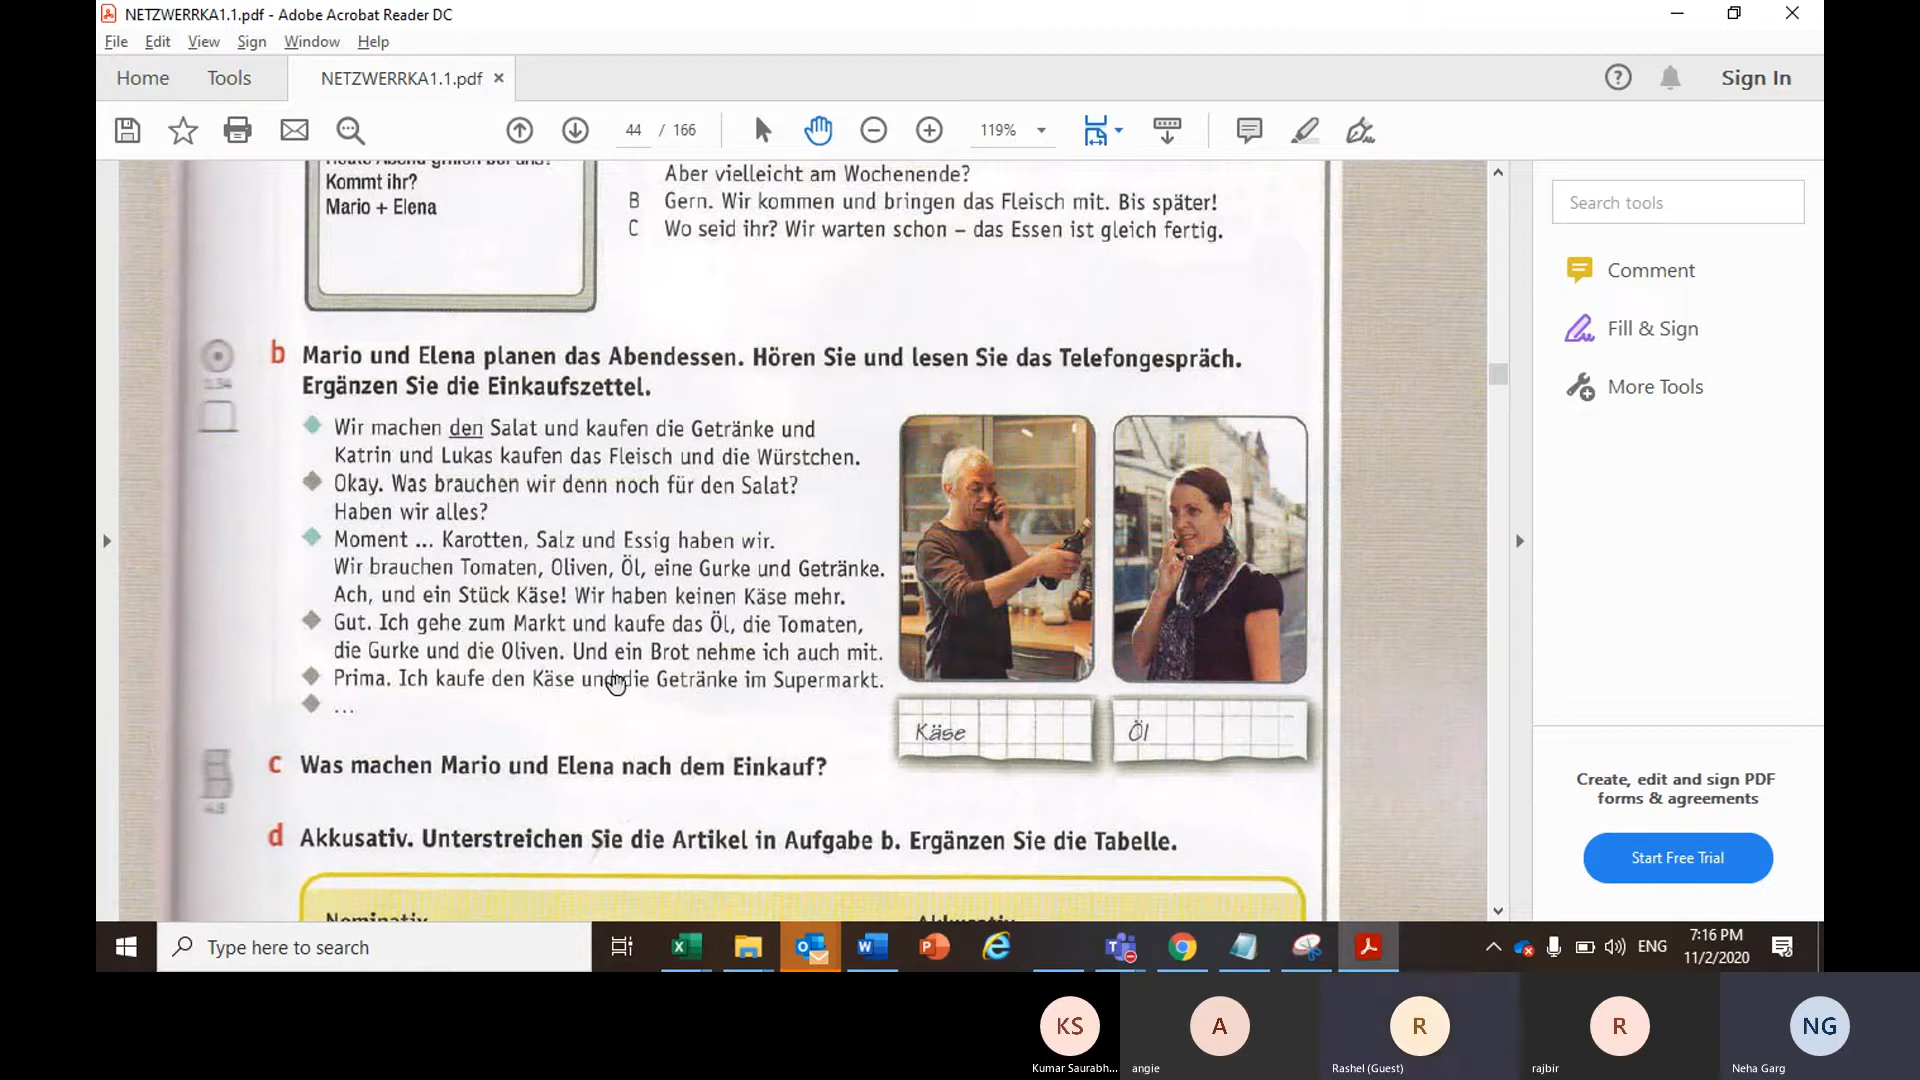 NETZWERRKA1.1.pdf - Adobe Acrobat Reader DC
File Edit View Sign Window Help
Home Tools NETZWERRKA1.1.pdf × Sign In
44 / 166 119%
Kommt ihr?
Mario + Elena
Aber vielleicht am Wochenende?
B Gern. Wir kommen und bringen das Fleisch mit. Bis später!
C Wo seid ihr? Wir warten schon – das Essen ist gleich fertig.
1.34
b Mario und Elena planen das Abendessen. Hören Sie und lesen Sie das Telefongespräch.
Ergänzen Sie die Einkaufszettel.
Wir machen den Salat und kaufen die Getränke und
Katrin und Lukas kaufen das Fleisch und die Würstchen.
Okay. Was brauchen wir denn noch für den Salat?
Haben wir alles?
Moment ... Karotten, Salz und Essig haben wir.
Wir brauchen Tomaten, Oliven, Öl, eine Gurke und Getränke.
Ach, und ein Stück Käse! Wir haben keinen Käse mehr.
Gut. Ich gehe zum Markt und kaufe das Öl, die Tomaten,
die Gurke und die Oliven. Und ein Brot nehme ich auch mit.
Prima. Ich kaufe den Käse und die Getränke im Supermarkt.
...
Käse
Öl
c Was machen Mario und Elena nach dem Einkauf?
d Akkusativ. Unterstreichen Sie die Artikel in Aufgabe b. Ergänzen Sie die Tabelle.
Nominativ Akkusativ
Search tools
Comment
Fill & Sign
More Tools
Create, edit and sign PDF
forms & agreements
Start Free Trial
Type here to search
ENG
7:16 PM
11/2/2020
KS
Kumar Saurabh...
A
angie
R
Rashel (Guest)
R
rajbir
NG
Neha Garg